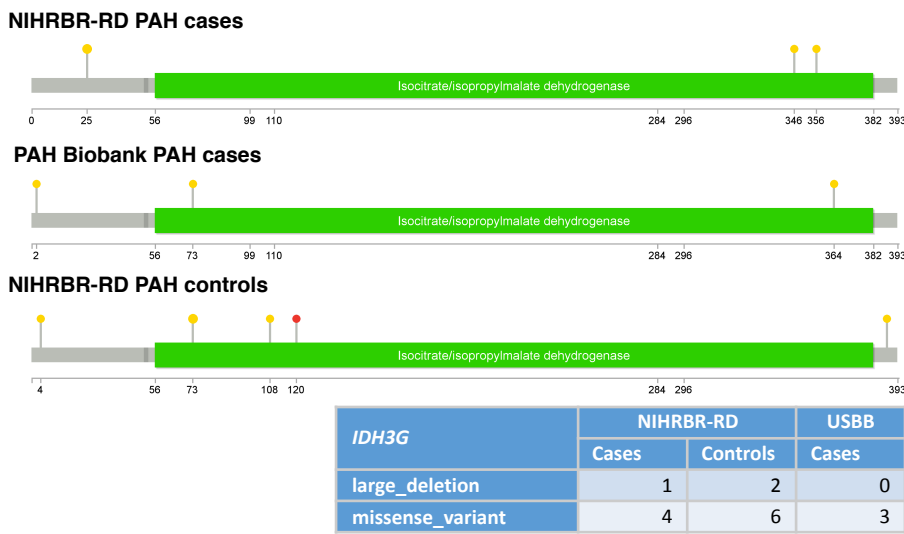 NIHRBR-RD PAH cases
Isocitrate/isopropylmalate dehydrogenase
0 25 56 99 110 284 296 346 356 382 393
PAH Biobank PAH cases
Isocitrate/isopropylmalate dehydrogenase
2 56 73 99 110 284 296 364 382 393
NIHRBR-RD PAH controls
Isocitrate/isopropylmalate dehydrogenase
4 56 73 108 120 284 296 393
IDH3G NIHRBR-RD USBB
Cases Controls Cases
large_deletion 1 2 0
missense_variant 4 6 3